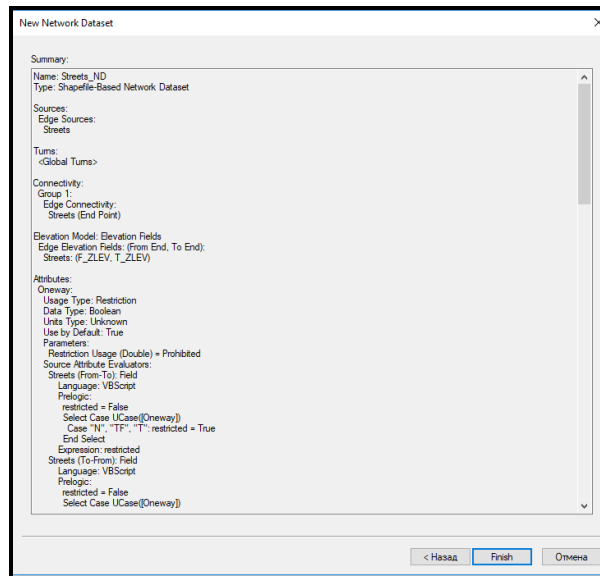 New Network Dataset
Summary:
Name: Streets_ND
Type: Shapefile-Based Network Dataset
Sources:
Edge Sources:
Streets
Turns:
<Global Turns>
Connectivity:
Group 1:
Edge Connectivity:
Streets (End Point)
Elevation Model: Elevation Fields
Edge Elevation Fields: (From End, To End):
Streets: (F_ZLEV, T_ZLEV)
Attributes:
Oneway:
Usage Type: Restriction
Data Type: Boolean
Units Type: Unknown
Use by Default: True
Parameters:
Restriction Usage (Double) = Prohibited
Source Attribute Evaluators:
Streets (From-To): Field
Language: VBScript
Prelogic:
restricted = False
Select Case UCase([Oneway])
Case "N", "TF", "T": restricted = True
End Select
Expression: restricted
Streets (To-From): Field
Language: VBScript
Prelogic:
restricted = False
Select Case UCase([Oneway])
< Назад Finish Отмена